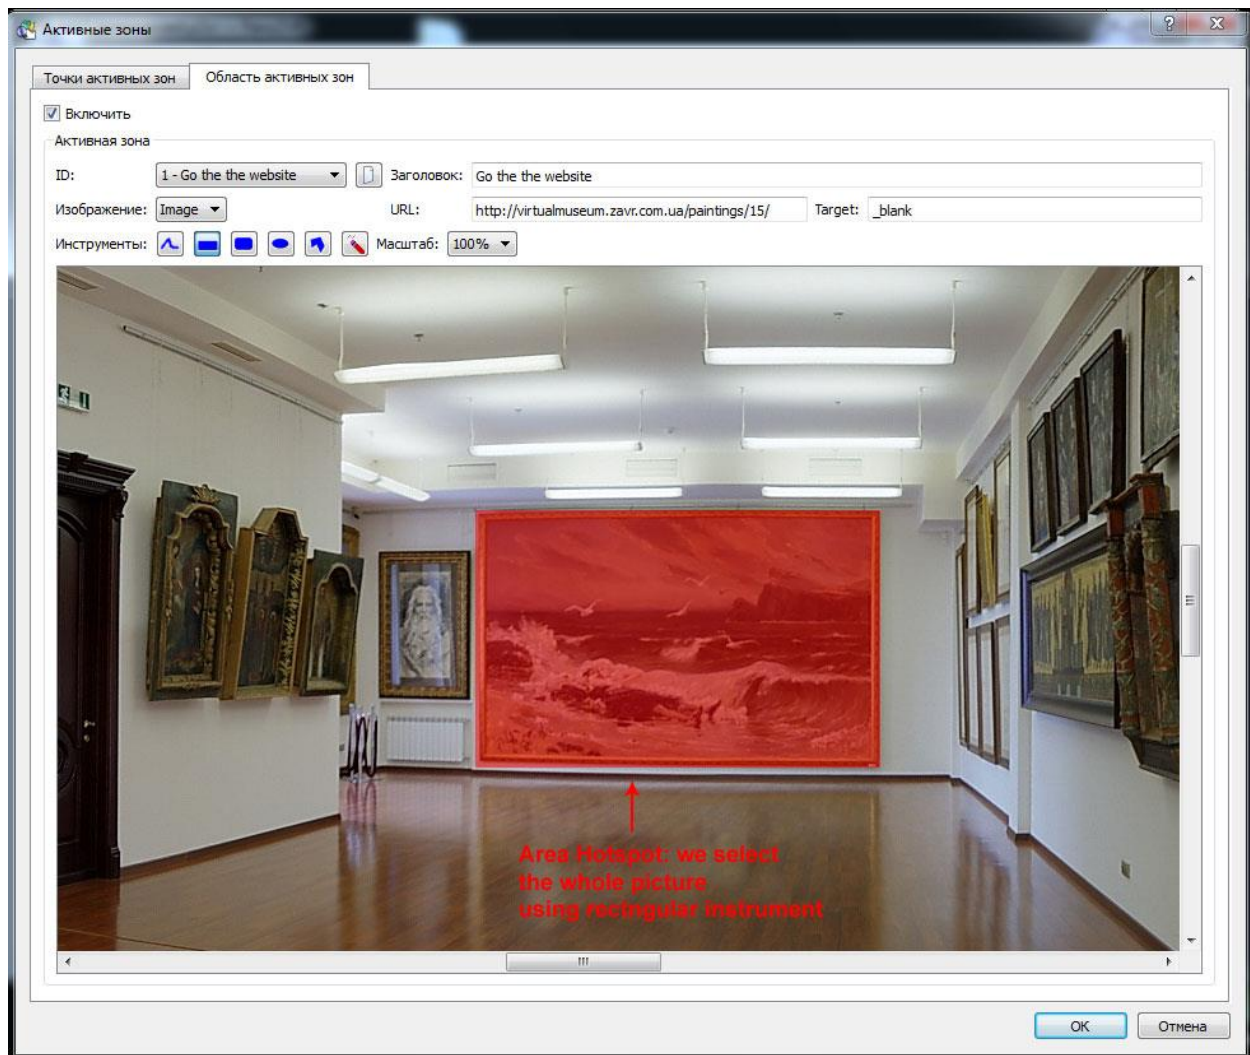 Активные зоны
Точки активных зон
Область активных зон
Включить
Активная зона
ID:
1 - Go the the website
Заголовок:
Go the the website
Изображение:
Image
URL:
http://virtualmuseum.zavr.com.ua/paintings/15/
Target:
_blank
Инструменты:
Масштаб:
100%
Area Hotspot: we select
the whole picture
using rectngular instrument
OK
Отмена